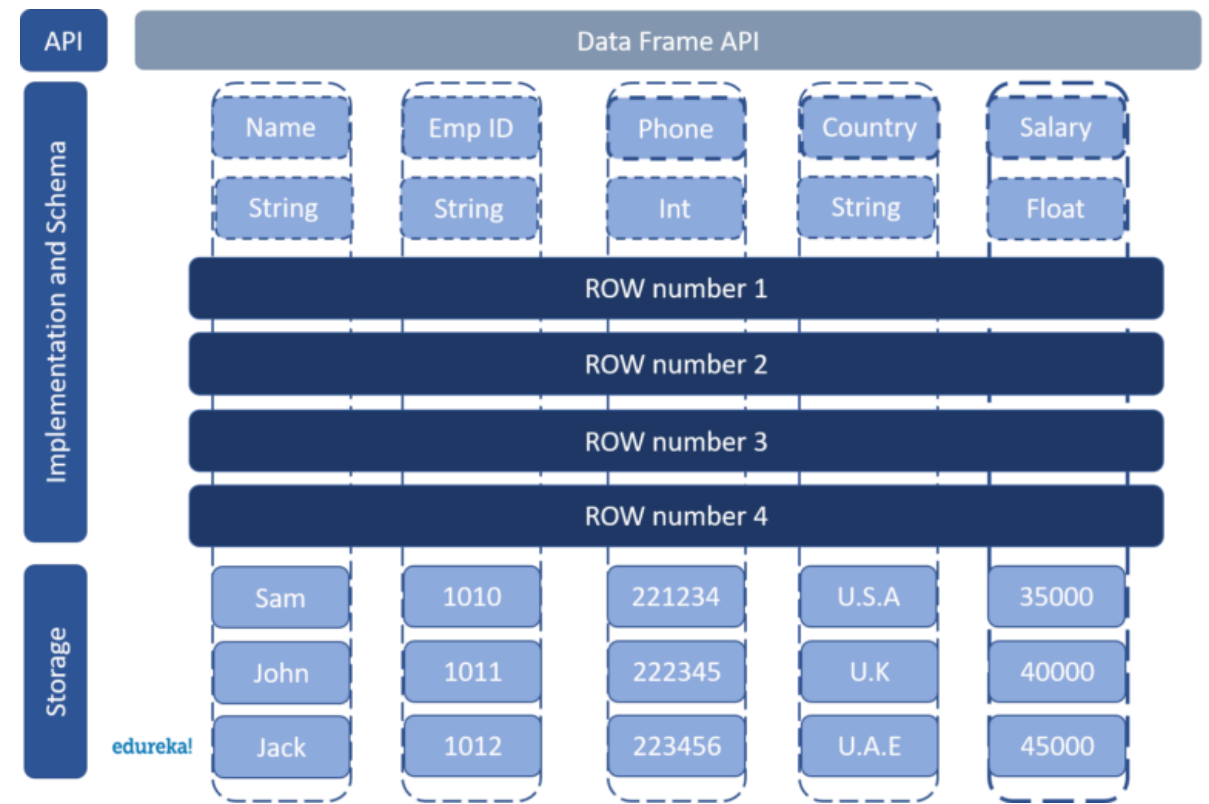 API
Data Frame API
Implementation and Schema
Name Emp ID Phone Country Salary
String String Int String Float
ROW number 1
ROW number 2
ROW number 3
ROW number 4
Storage
Sam 1010 221234 U.S.A 35000
John 1011 222345 U.K 40000
Jack 1012 223456 U.A.E 45000
edureka!